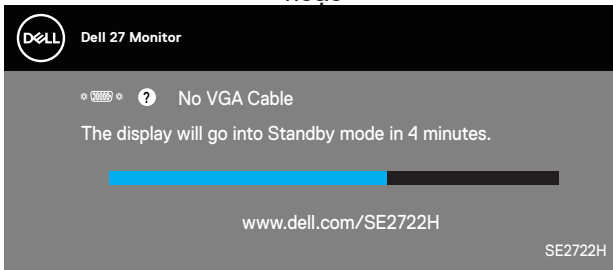 DELL
Dell 27 Monitor
? No VGA Cable
The display will go into Standby mode in 4 minutes.
www.dell.com/SE2722H
SE2722H